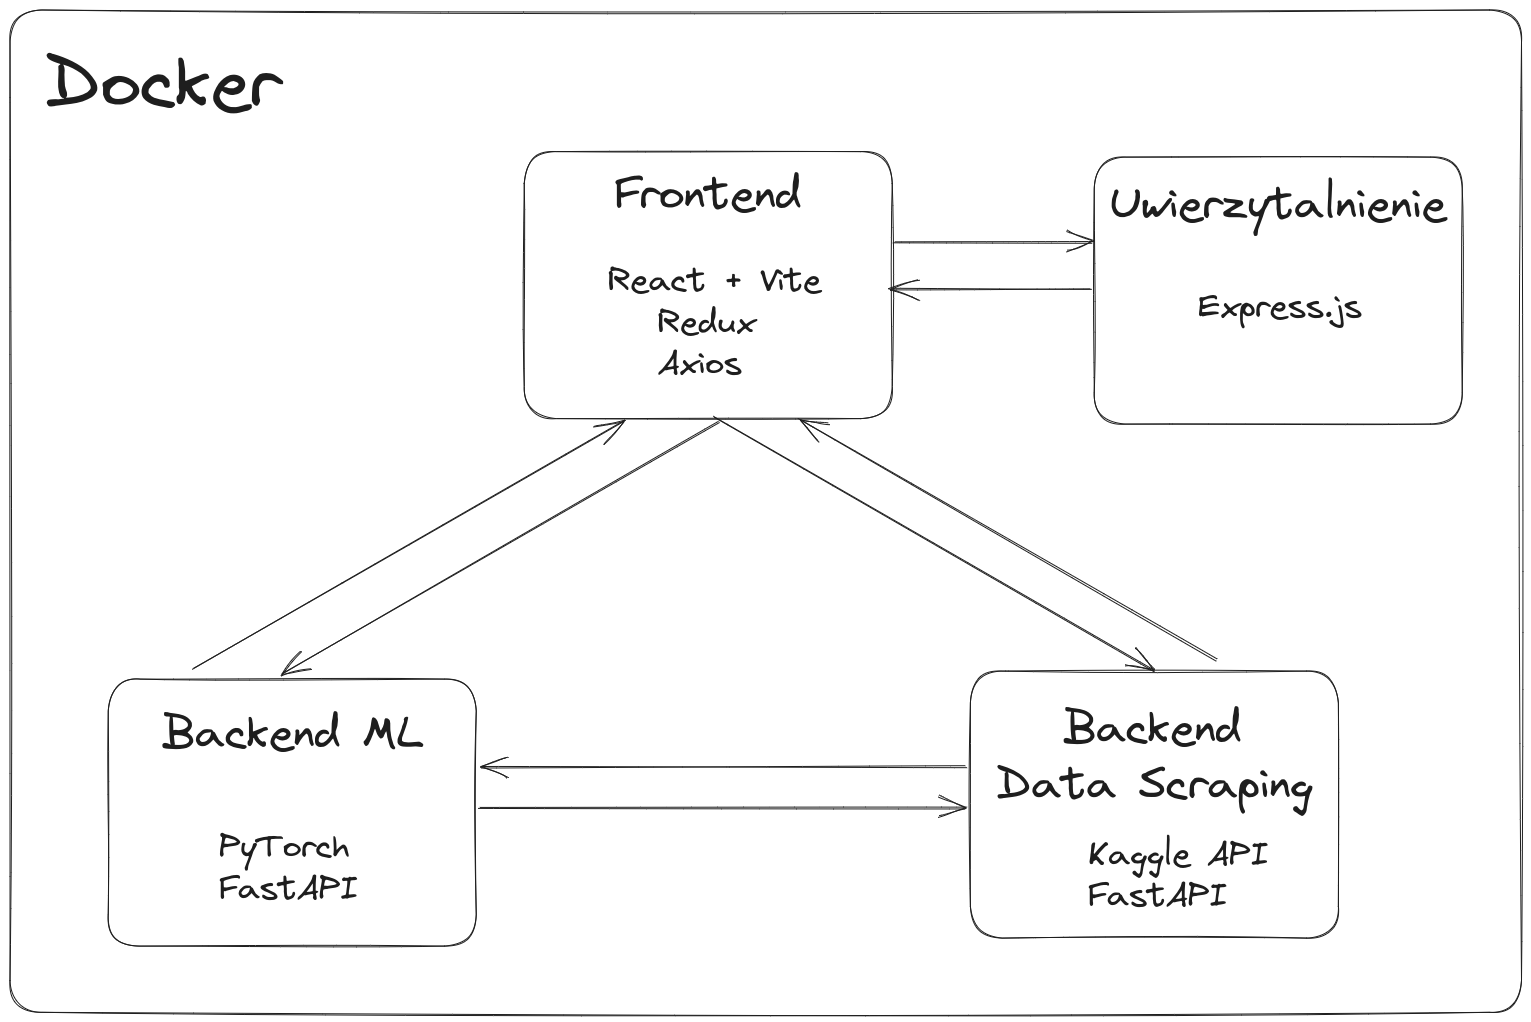 Docker
Frontend
React + Vite
Redux
Axios
Uwierzytalnienie
Express.js
Backend ML
PyTorch
FastAPI
Backend
Data Scraping
Kaggle API
FastAPI